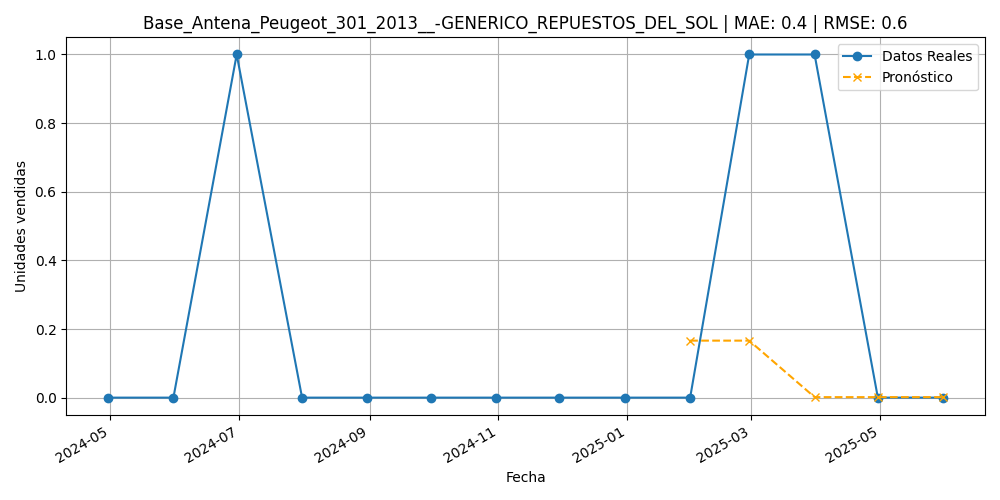 Base_Antena_Peugeot_301_2013__-GENERICO_REPUESTOS_DEL_SOL | MAE: 0.4 | RMSE: 0.6
Datos Reales
Pronóstico
Unidades vendidas
1.0
0.8
0.6
0.4
0.2
0.0
2024-05
2024-07
2024-09
2024-11
2025-01
2025-03
2025-05
Fecha